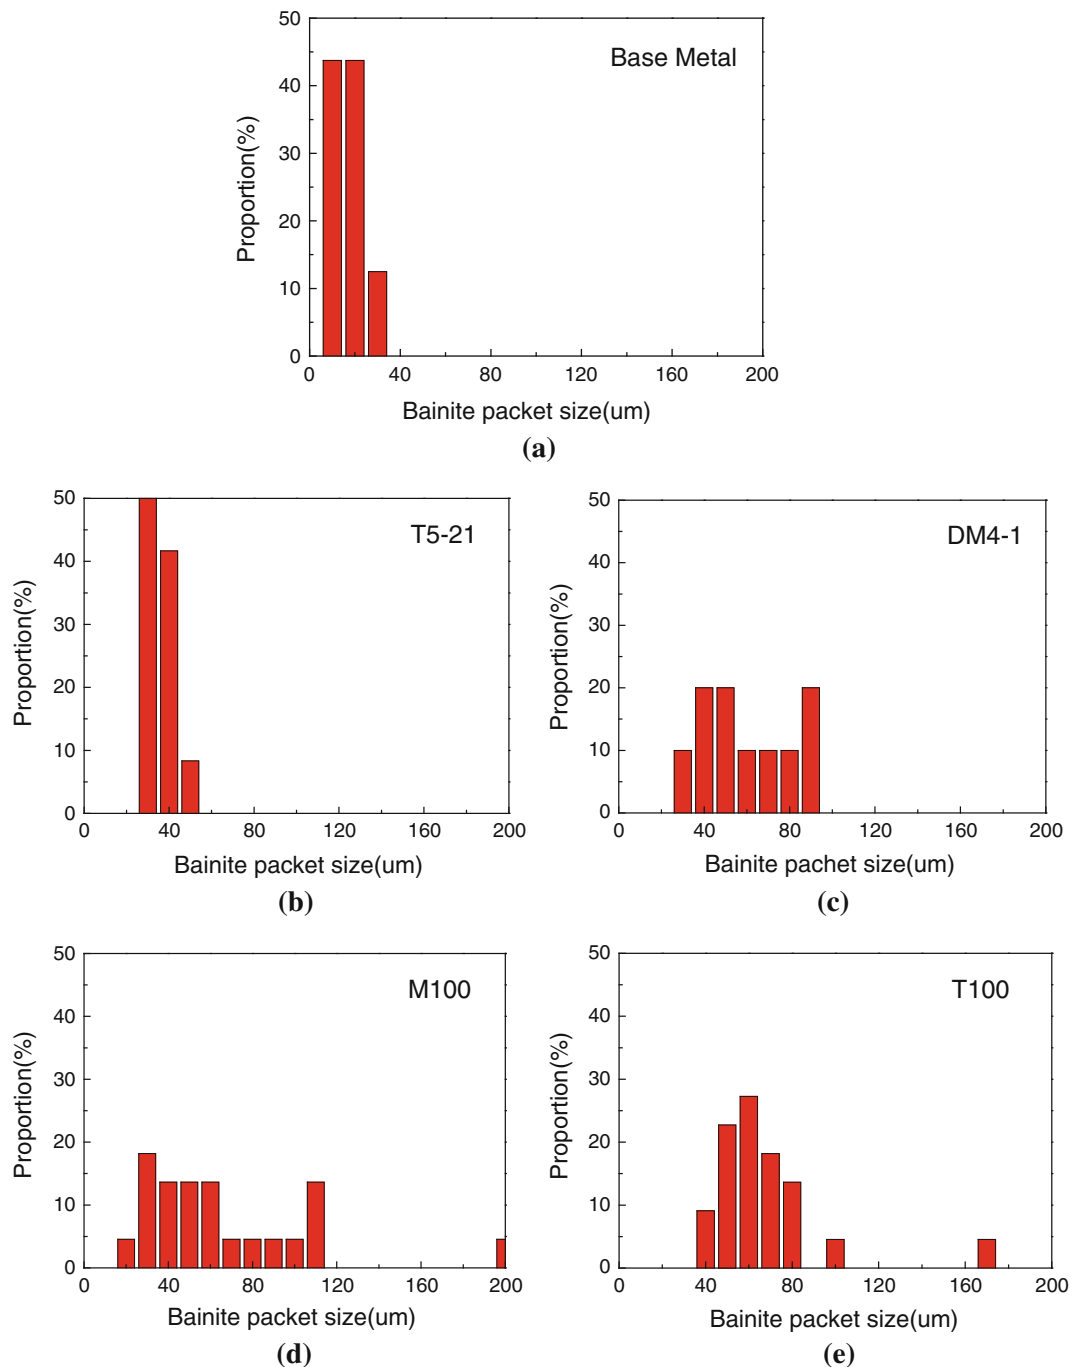 50
40
30
20
10
0
Proportion(%)
Base Metal
0 40 80 120 160 200
Bainite packet size(um)
(a)
50
40
30
20
10
0
Proportion(%)
T5-21
0 40 80 120 160 200
Bainite packet size(um)
(b)
50
40
30
20
10
0
Proportion(%)
DM4-1
0 40 80 120 160 200
Bainite pachet size(um)
(c)
50
40
30
20
10
0
Proportion(%)
M100
0 40 80 120 160 200
Bainite packet size(um)
(d)
50
40
30
20
10
0
Proportion(%)
T100
0 40 80 120 160 200
Bainite packet size(um)
(e)